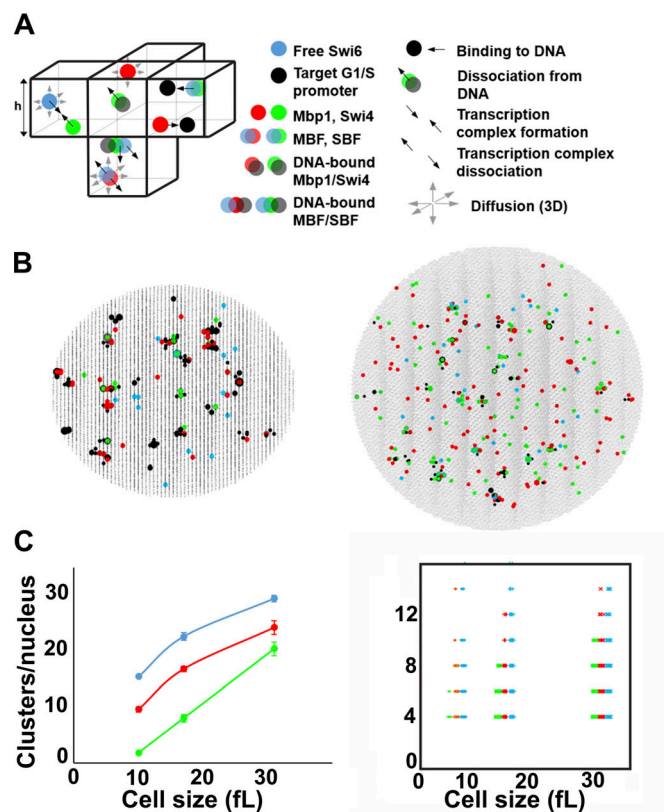 A
h
Free Swi6
Target G1/S
promoter
Mbp1, Swi4
MBF, SBF
DNA-bound
Mbp1/Swi4
DNA-bound
MBF/SBF
Binding to DNA
Dissociation from
DNA
Transcription
complex formation
Transcription complex
dissociation
Diffusion (3D)
B
C
Clusters/nucleus
30
20
10
0
0 10 20 30
Cell size (fL)
12
8
4
0
0 10 20 30
Cell size (fL)